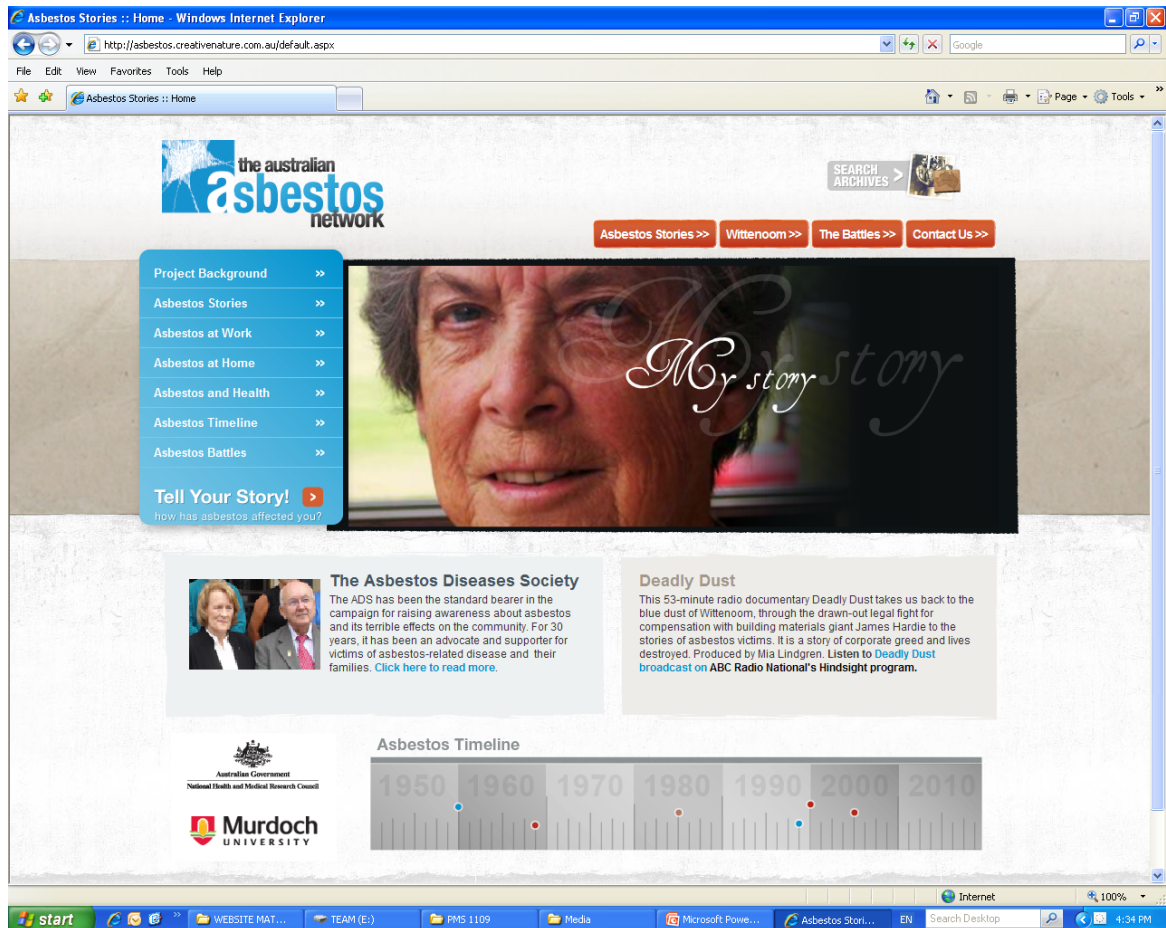 Asbestos Stories :: Home - Windows Internet Explorer
http://asbestos.creativenature.com.au/default.aspx
Google
File Edit View Favorites Tools Help
Asbestos Stories :: Home
Page Tools
the australian
asbestos
network
SEARCH
ARCHIVES >
Asbestos Stories >> Wittenoom >> The Battles >> Contact Us >>
Project Background »
Asbestos Stories »
Asbestos at Work »
Asbestos at Home »
Asbestos and Health »
Asbestos Timeline »
Asbestos Battles »
Tell Your Story! >
how has asbestos affected you?
My story
My story
The Asbestos Diseases Society
The ADS has been the standard bearer in the
campaign for raising awareness about asbestos
and its terrible effects on the community. For 30
years, it has been an advocate and supporter for
victims of asbestos-related disease and their
families. Click here to read more.
Deadly Dust
This 53-minute radio documentary Deadly Dust takes us back to the
blue dust of Wittenoom, through the drawn-out legal fight for
compensation with building materials giant James Hardie to the
stories of asbestos victims. It is a story of corporate greed and lives
destroyed. Produced by Mia Lindgren. Listen to Deadly Dust
broadcast on ABC Radio National's Hindsight program.
Australian Government
National Health and Medical Research Council
Murdoch
UNIVERSITY
Asbestos Timeline
1950 1960 1970 1980 1990 2000 2010
Internet 100%
start WEBSITE MAT... TEAM (E:) PMS 1109 Media Microsoft Powe... Asbestos Stori... EN Search Desktop 4:34 PM